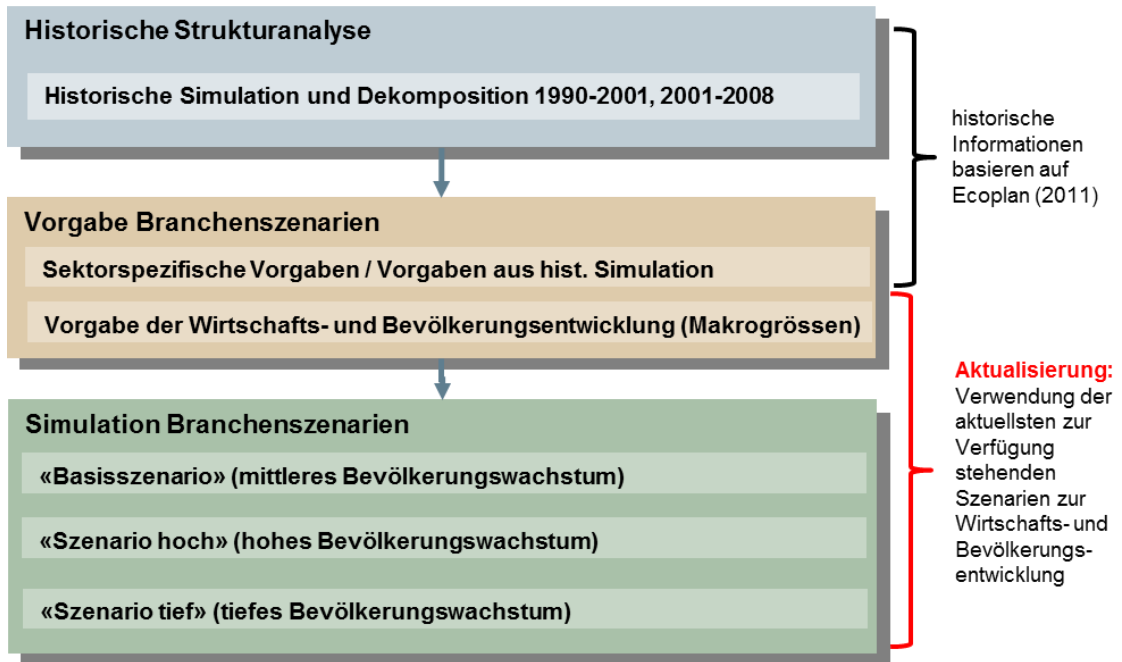 Historische Strukturanalyse
Historische Simulation und Dekomposition 1990-2001, 2001-2008
historische
Informationen
basieren auf
Ecoplan (2011)
Vorgabe Branchenszenarien
Sektorspezifische Vorgaben / Vorgaben aus hist. Simulation
Vorgabe der Wirtschafts- und Bevölkerungsentwicklung (Makrogrössen)
Simulation Branchenszenarien
«Basisszenario» (mittleres Bevölkerungswachstum)
«Szenario hoch» (hohes Bevölkerungswachstum)
«Szenario tief» (tiefes Bevölkerungswachstum)
Aktualisierung:
Verwendung der
aktuellsten zur
Verfügung
stehenden
Szenarien zur
Wirtschafts- und
Bevölkerungs-
entwicklung